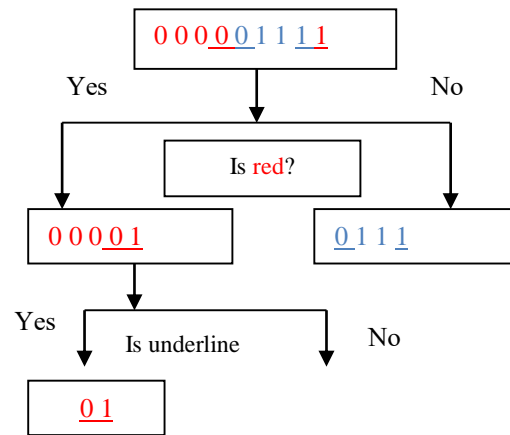 0 0 0 0 0 1 1 1 1
Yes
No
Is red?
0 0 0 0 1
0 1 1 1
Yes
Is underline
No
0 1